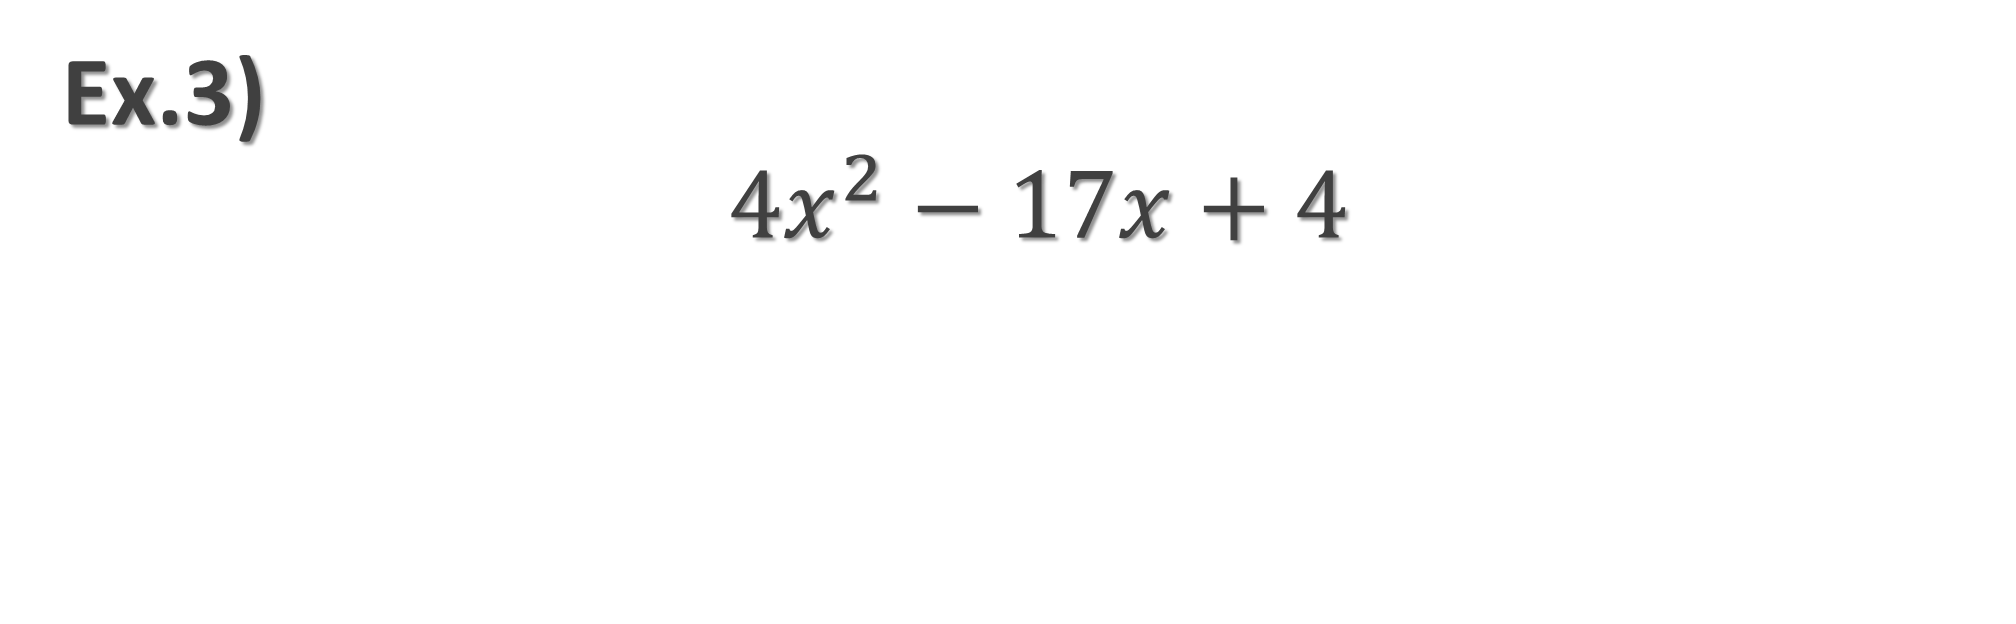 Ex.3)
4x² − 17x + 4